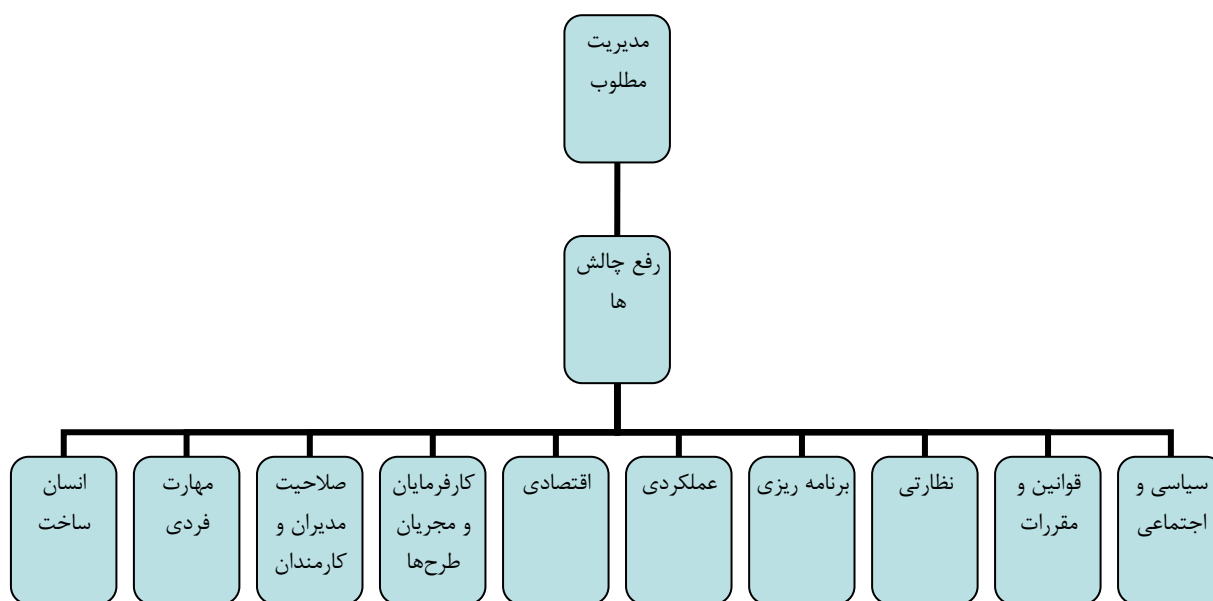 مدیریت
مطلوب
رفع چالش
ها
سیاسی و
اجتماعی
قوانین و
مقررات
نظارتی
برنامه ریزی
عملکردی
اقتصادی
کارفرمایان
و مجریان
طرح‌ها
صلاحیت
مدیران و
کارمندان
مهارت
فردی
انسان
ساخت